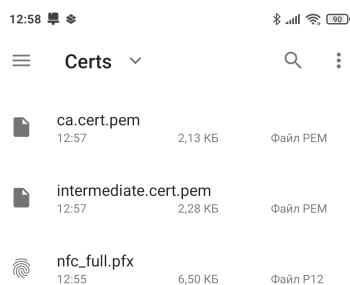 12:58 90
Certs
ca.cert.pem
12:57 2,13 КБ Файл PEM
intermediate.cert.pem
12:57 2,28 КБ Файл PEM
nfc_full.pfx
12:55 6,50 КБ Файл P12